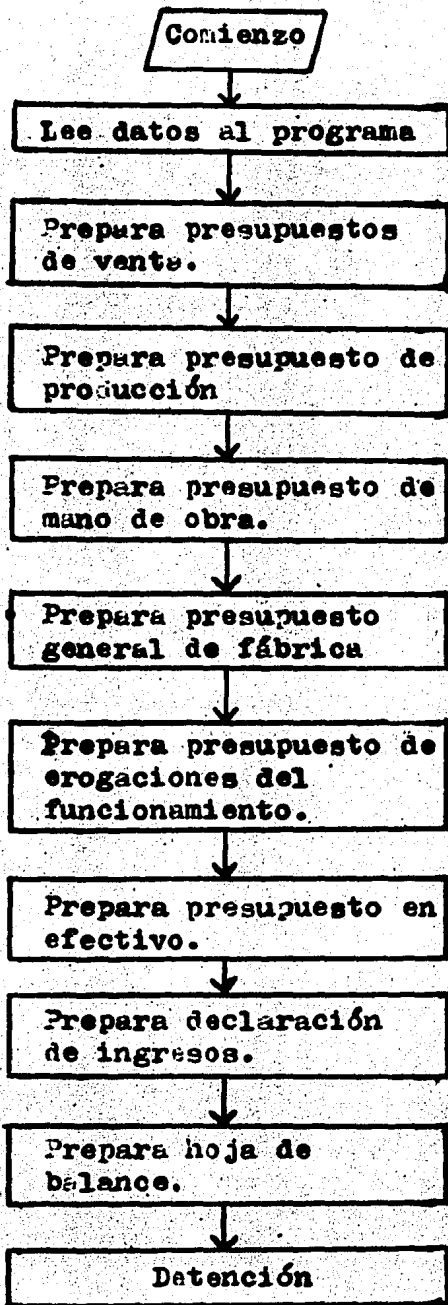 Comienzo
Lee datos al programa
Prepara presupuestos
de venta.
Prepara presupuesto de
producción
Prepara presupuesto de
mano de obra.
Prepara presupuesto
general de fábrica
Prepara presupuesto de
erogaciones del
funcionamiento.
Prepara presupuesto en
efectivo.
Prepara declaración
de ingresos.
Prepara hoja de
balance.
Detención